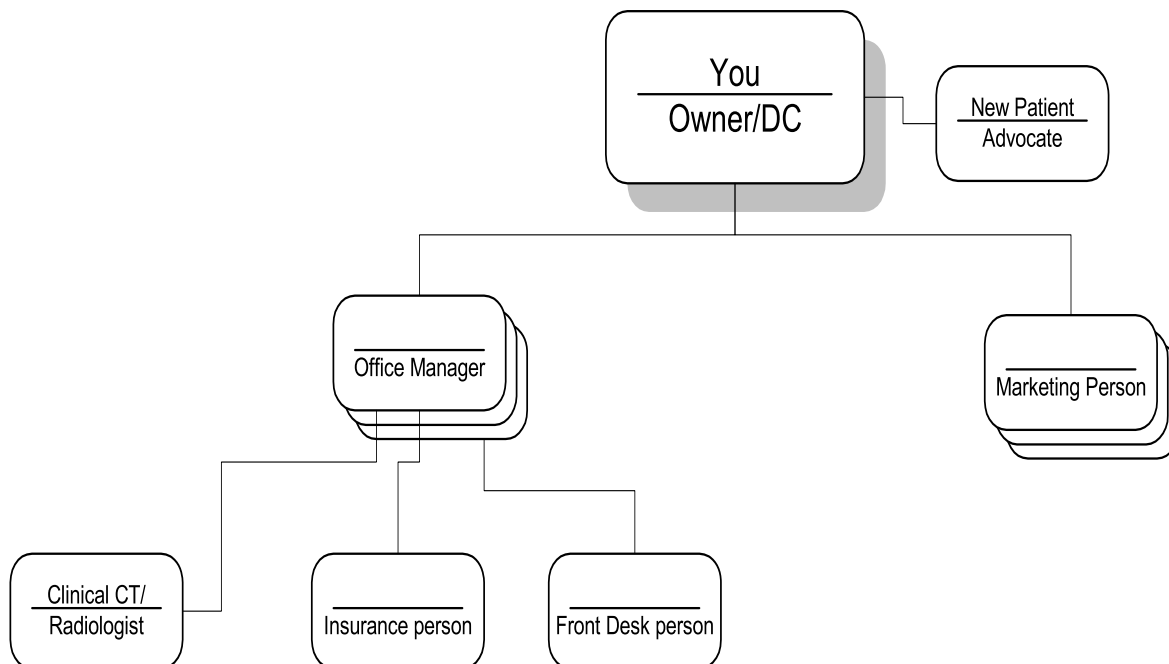 You
Owner/DC
New Patient
Advocate
Office Manager
Marketing Person
Clinical CT/
Radiologist
Insurance person
Front Desk person